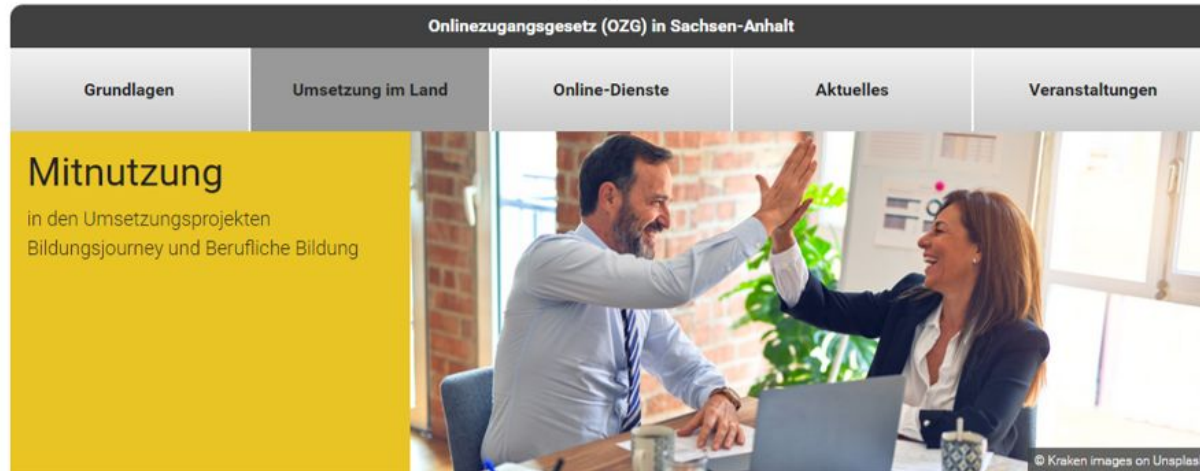 Onlinezugangsgesetz (OZG) in Sachsen-Anhalt
Grundlagen
Umsetzung im Land
Online-Dienste
Aktuelles
Veranstaltungen
Mitnutzung
in den Umsetzungsprojekten
Bildungsjourney und Berufliche Bildung
© Kraken images on Unsplas